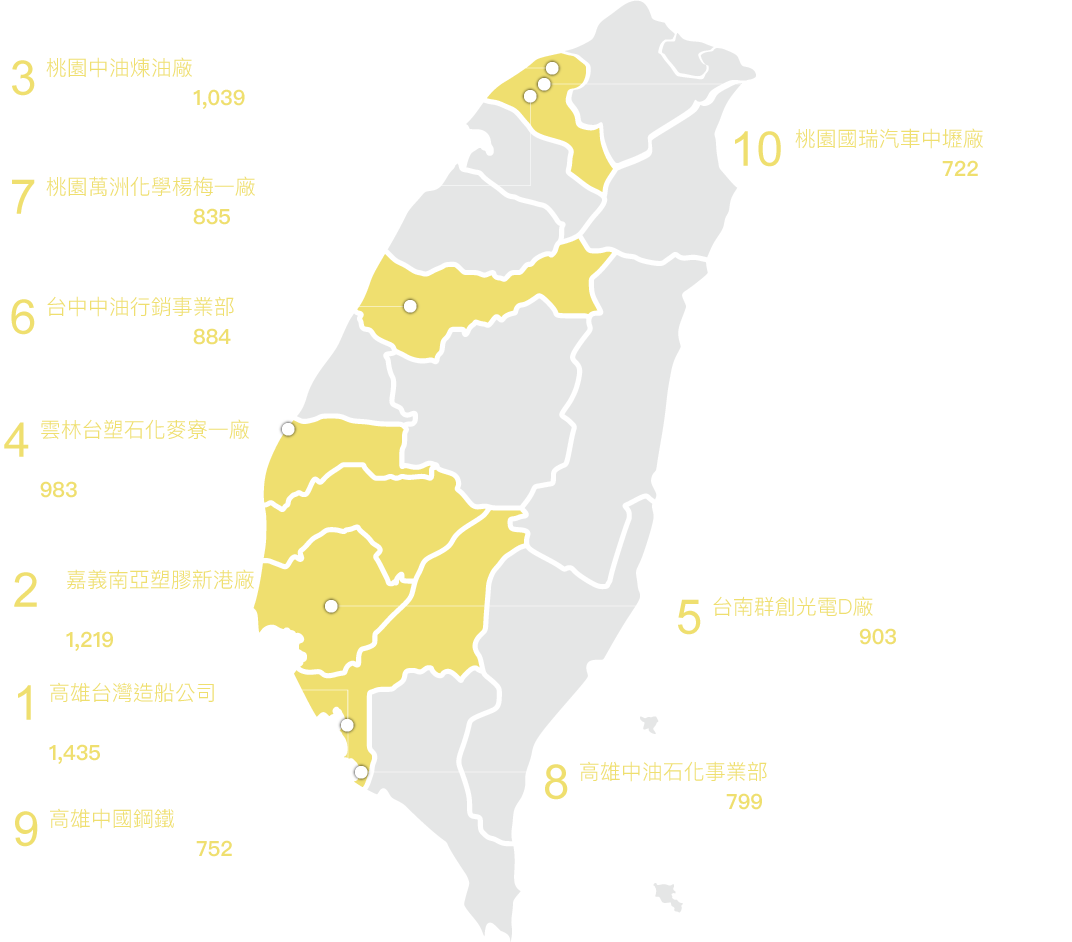 3 桃園中油煉油廠
1,039
10 桃園國瑞汽車中壢廠
722
7 桃園萬洲化學楊梅一廠
835
6 台中中油行銷事業部
884
4 雲林台塑石化麥寮一廠
983
2 嘉義南亞塑膠新港廠
1,219
5 台南群創光電D廠
903
1 高雄台灣造船公司
1,435
8 高雄中油石化事業部
799
9 高雄中國鋼鐵
752